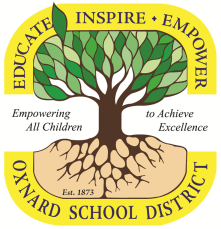 EDUCATE • INSPIRE • EMPOWER
Empowering
All Children
to Achieve
Excellence
Est. 1873
OXNARD SCHOOL DISTRICT